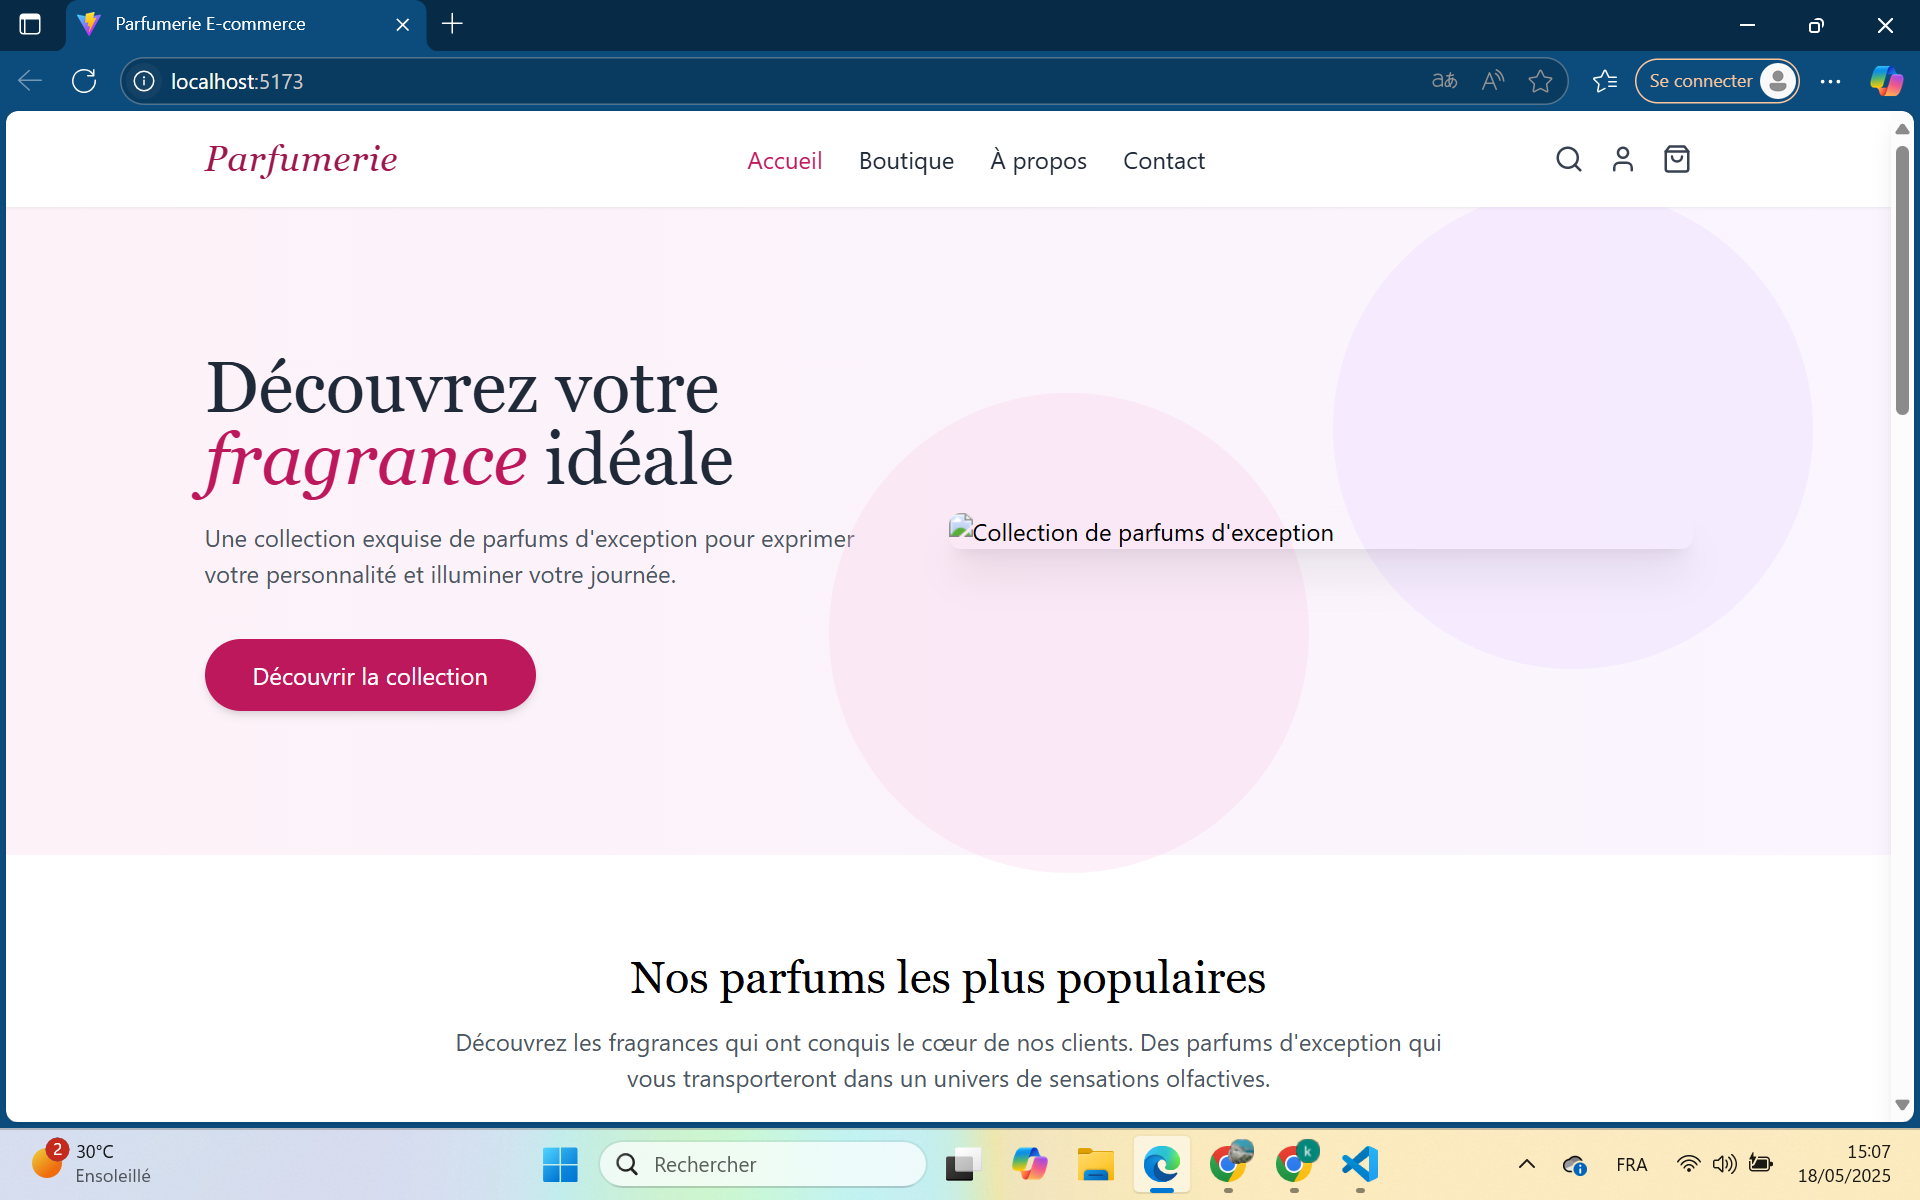 Parfumerie E-commerce
localhost:5173
aあ
A
Se connecter
Parfumerie
Accueil
Boutique
À propos
Contact
Découvrez votre
fragrance idéale
Une collection exquise de parfums d'exception pour exprimer
votre personnalité et illuminer votre journée.
Découvrir la collection
Collection de parfums d'exception
Nos parfums les plus populaires
Découvrez les fragrances qui ont conquis le cœur de nos clients. Des parfums d'exception qui
vous transporteront dans un univers de sensations olfactives.
2
30°C
Ensoleillé
Rechercher
k
FRA
15:07
18/05/2025